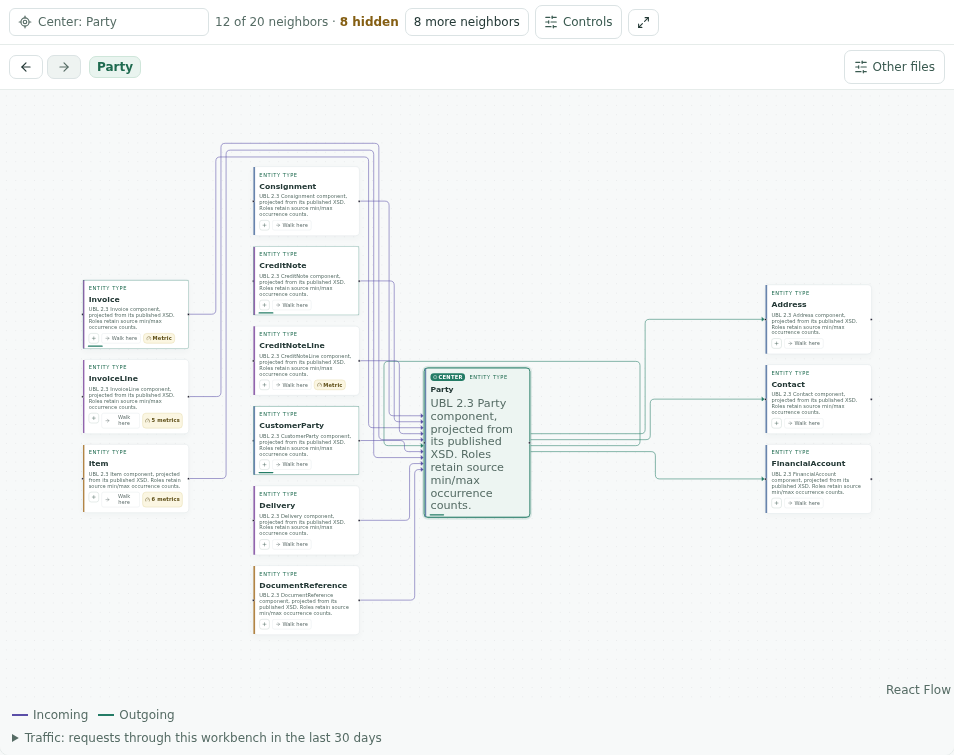 Center: Party
12 of 20 neighbors · 8 hidden
8 more neighbors
Controls
Party
Other files
ENTITY TYPE
Consignment
UBL 2.3 Consignment component,
projected from its published XSD.
Roles retain source min/max
occurrence counts.
+ → Walk here
ENTITY TYPE
CreditNote
UBL 2.3 CreditNote component,
projected from its published XSD.
Roles retain source min/max
occurrence counts.
+ → Walk here
ENTITY TYPE
Invoice
UBL 2.3 Invoice component,
projected from its published XSD.
Roles retain source min/max
occurrence counts.
+ → Walk here Metric
ENTITY TYPE
CreditNoteLine
UBL 2.3 CreditNoteLine component,
projected from its published XSD.
Roles retain source min/max
occurrence counts.
+ → Walk here Metric
ENTITY TYPE
InvoiceLine
UBL 2.3 InvoiceLine component,
projected from its published XSD.
Roles retain source min/max
occurrence counts.
+ → Walk
here
5 metrics
ENTITY TYPE
CustomerParty
UBL 2.3 CustomerParty component,
projected from its published XSD.
Roles retain source min/max
occurrence counts.
+ → Walk here
ENTITY TYPE
Item
UBL 2.3 Item component, projected
from its published XSD. Roles retain
source min/max occurrence counts.
+ → Walk
here
6 metrics
ENTITY TYPE
Delivery
UBL 2.3 Delivery component,
projected from its published XSD.
Roles retain source min/max
occurrence counts.
+ → Walk here
ENTITY TYPE
DocumentReference
UBL 2.3 DocumentReference
component, projected from its
published XSD. Roles retain source
min/max occurrence counts.
+ → Walk here
CENTER ENTITY TYPE
Party
UBL 2.3 Party
component,
projected from
its published
XSD. Roles
retain source
min/max
occurrence
counts.
ENTITY TYPE
Address
UBL 2.3 Address component,
projected from its published XSD.
Roles retain source min/max
occurrence counts.
+ → Walk here
ENTITY TYPE
Contact
UBL 2.3 Contact component,
projected from its published XSD.
Roles retain source min/max
occurrence counts.
+ → Walk here
ENTITY TYPE
FinancialAccount
UBL 2.3 FinancialAccount
component, projected from its
published XSD. Roles retain source
min/max occurrence counts.
+ → Walk here
React Flow
Incoming Outgoing
Traffic: requests through this workbench in the last 30 days